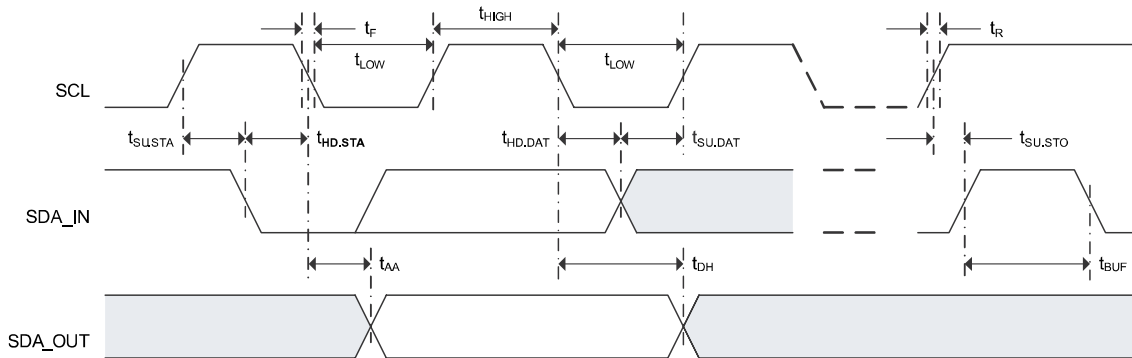 tHIGH
tF
tR
tLOW
tLOW
SCL
tSU.STA
tHD.STA
tHD.DAT
tSU.DAT
tSU.STO
SDA_IN
tAA
tDH
tBUF
SDA_OUT